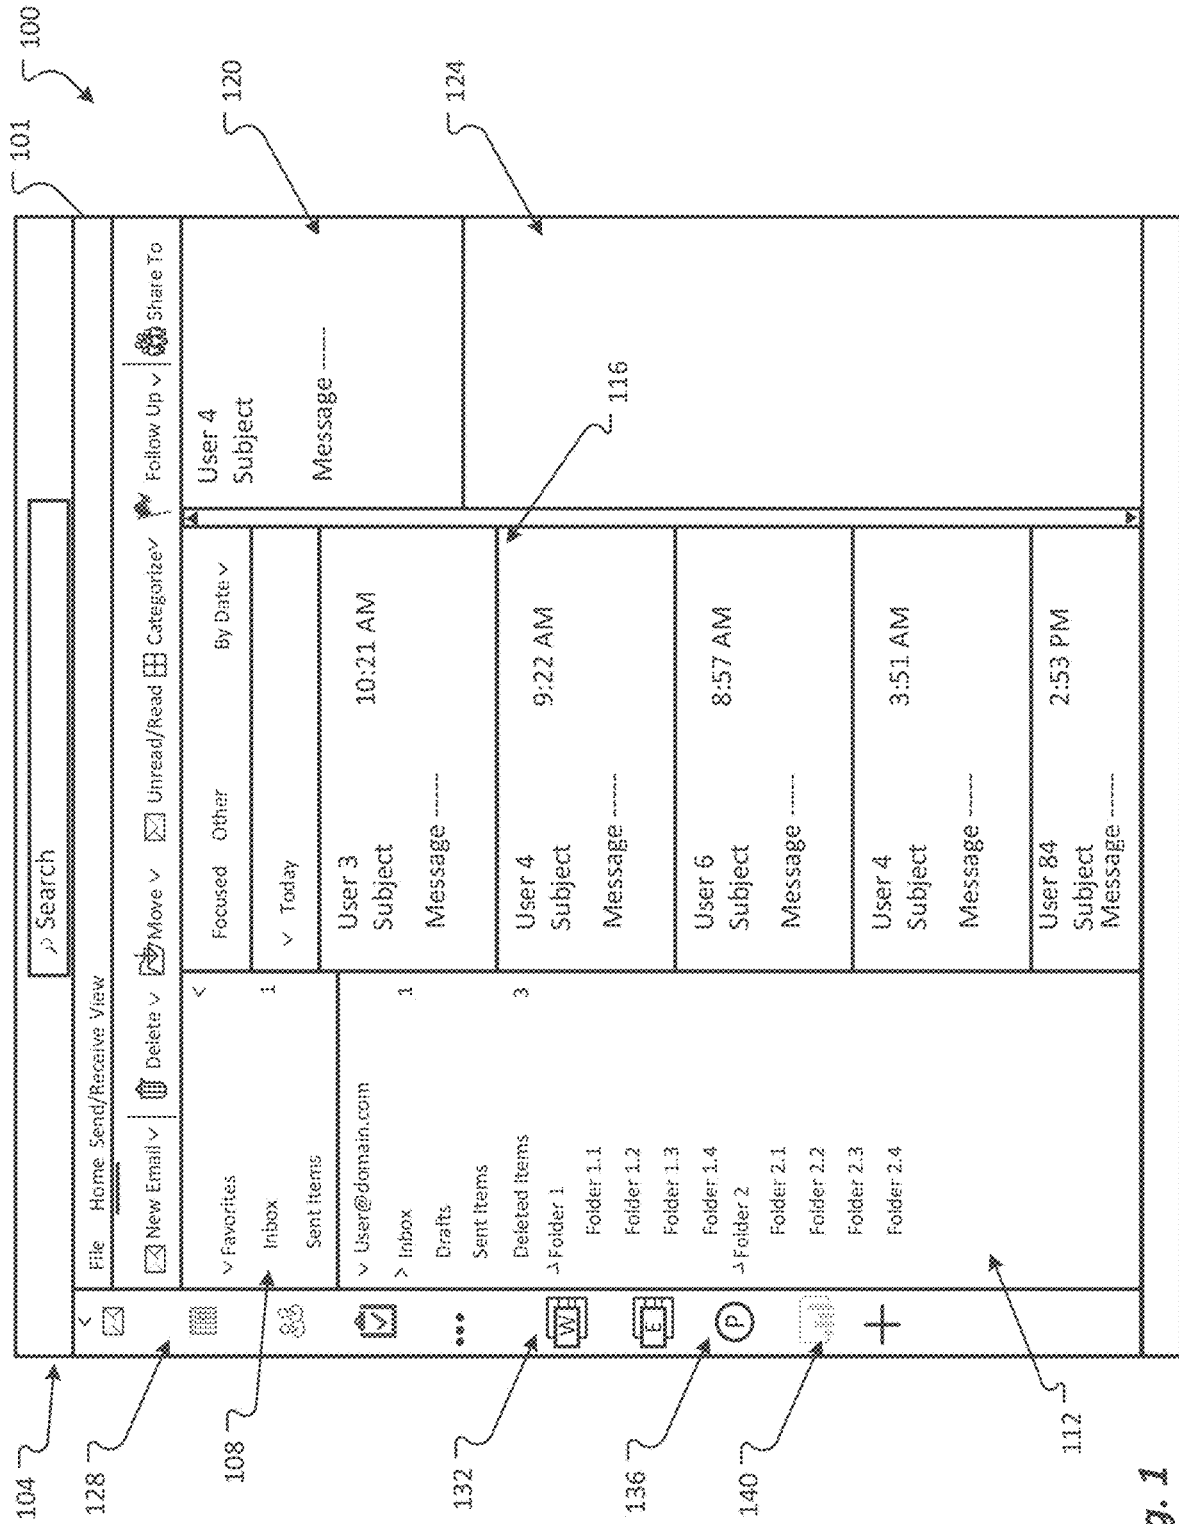 100
101
104
Search
File Home Send/Receive View
New Email Delete Move Unread/Read Categorize Follow Up Share To
128
Favorites
Inbox 1
Sent Items
108
User@domain.com
Inbox 1
Drafts
Sent Items
Deleted Items 3
Folder 1
Folder 1.1
Folder 1.2
Folder 1.3
Folder 1.4
Folder 2
Folder 2.1
Folder 2.2
Folder 2.3
Folder 2.4
112
W
132
E
P
136
140
Focused Other By Date
Today
User 3
Subject 10:21 AM
Message ------
116
User 4
Subject 9:22 AM
Message ------
User 6
Subject 8:57 AM
Message ------
User 4
Subject 3:51 AM
Message ------
User 84
Subject 2:53 PM
Message ------
120
User 4
Subject
Message ------
124
g. 1